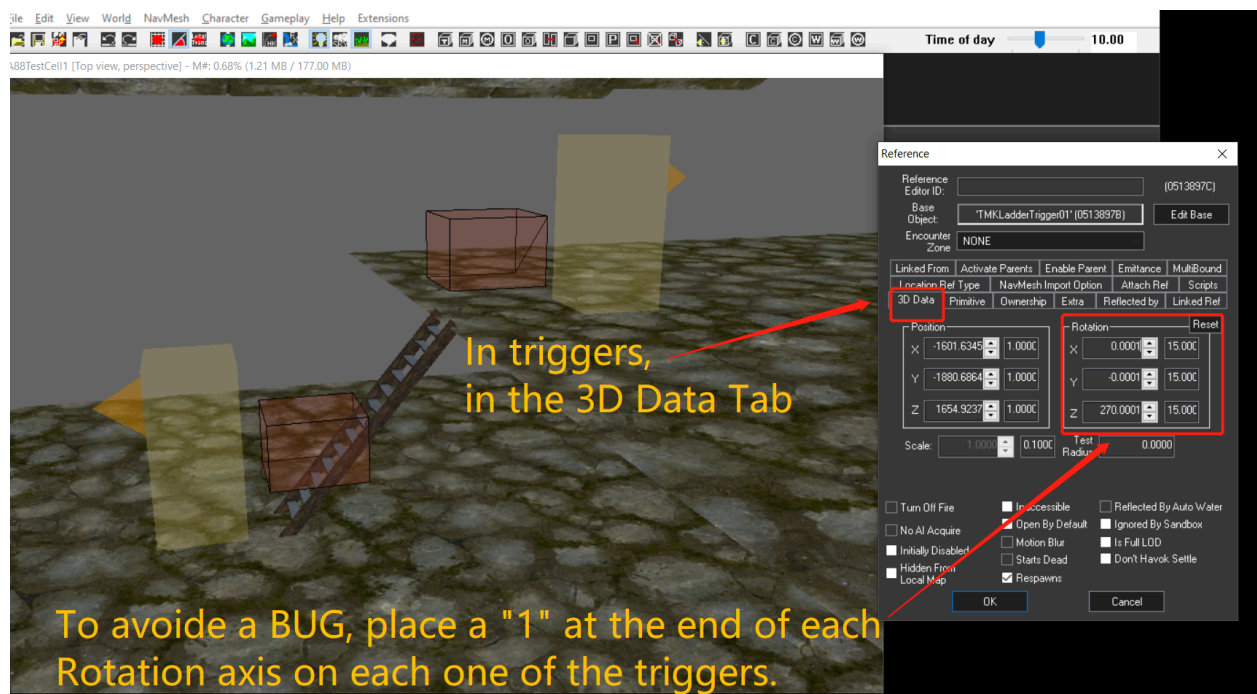 ile Edit View World NavMesh Character Gameplay Help Extensions
Time of day 10.00
A88TestCell1 [Top view, perspective] - M#: 0.68% (1.21 MB / 177.00 MB)
Reference
Reference Editor ID: (0513897C)
Base Object: 'TMKLadderTrigger01' (0513897B) Edit Base
Encounter Zone NONE
Linked From Activate Parents Enable Parent Emittance MultiBound
Location Ref Type NavMesh Import Option Attach Ref Scripts
3D Data Primitive Ownership Extra Reflected by Linked Ref
Position Rotation Reset
X -1601.6345 1.000C X 0.0001 15.00C
Y -1880.6864 1.000C Y -0.0001 15.00C
Z 1654.9237 1.000C Z 270.0001 15.00C
Scale: 1.0000 0.100C Test Radius 0.0000
Turn Off Fire Inaccessible Reflected By Auto Water
No AI Acquire Open By Default Ignored By Sandbox
Initially Disabled Motion Blur Is Full LOD
Hidden From Local Map Starts Dead Don't Havok Settle
Respawns
OK Cancel
In triggers,
in the 3D Data Tab
To avoide a BUG, place a "1" at the end of each
Rotation axis on each one of the triggers.